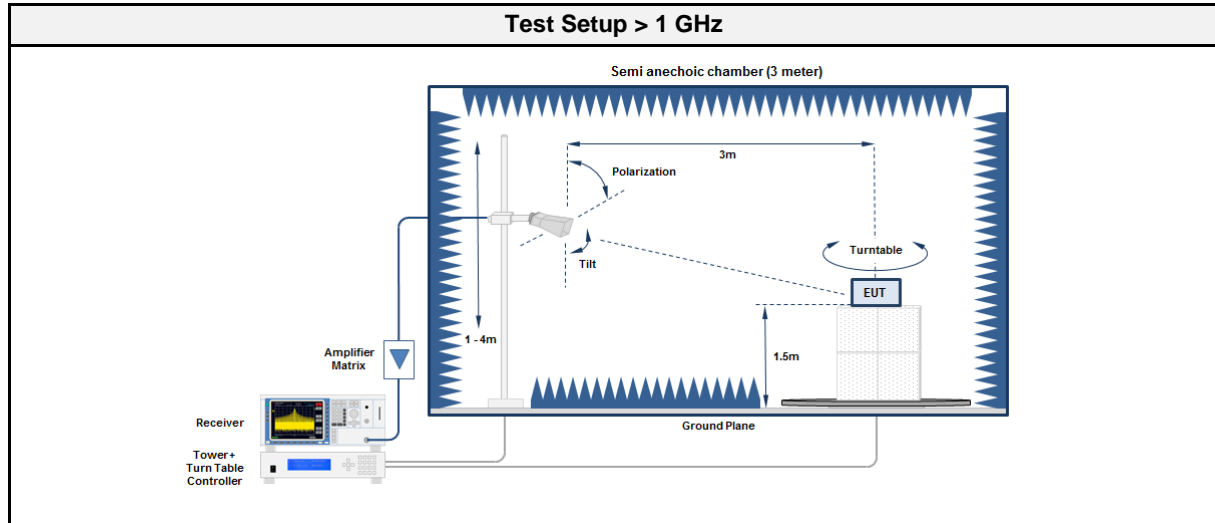 Test Setup > 1 GHz
Semi anechoic chamber (3 meter)
3m
Polarization
Tilt
Turntable
EUT
1 - 4m
1.5m
Amplifier
Matrix
Ground Plane
Receiver
Tower+
Turn Table
Controller